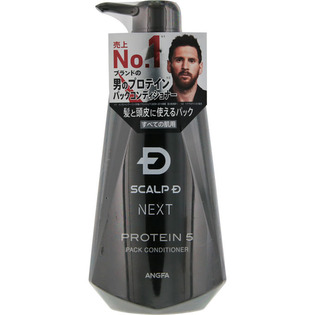 売上
No.1
ブランドの
男のプロテイン
パックコンディショナー
髪と頭皮に使えるパック
すべての肌用
D
SCALP D
NEXT
PROTEIN 5
PACK CONDITIONER
ANGFA